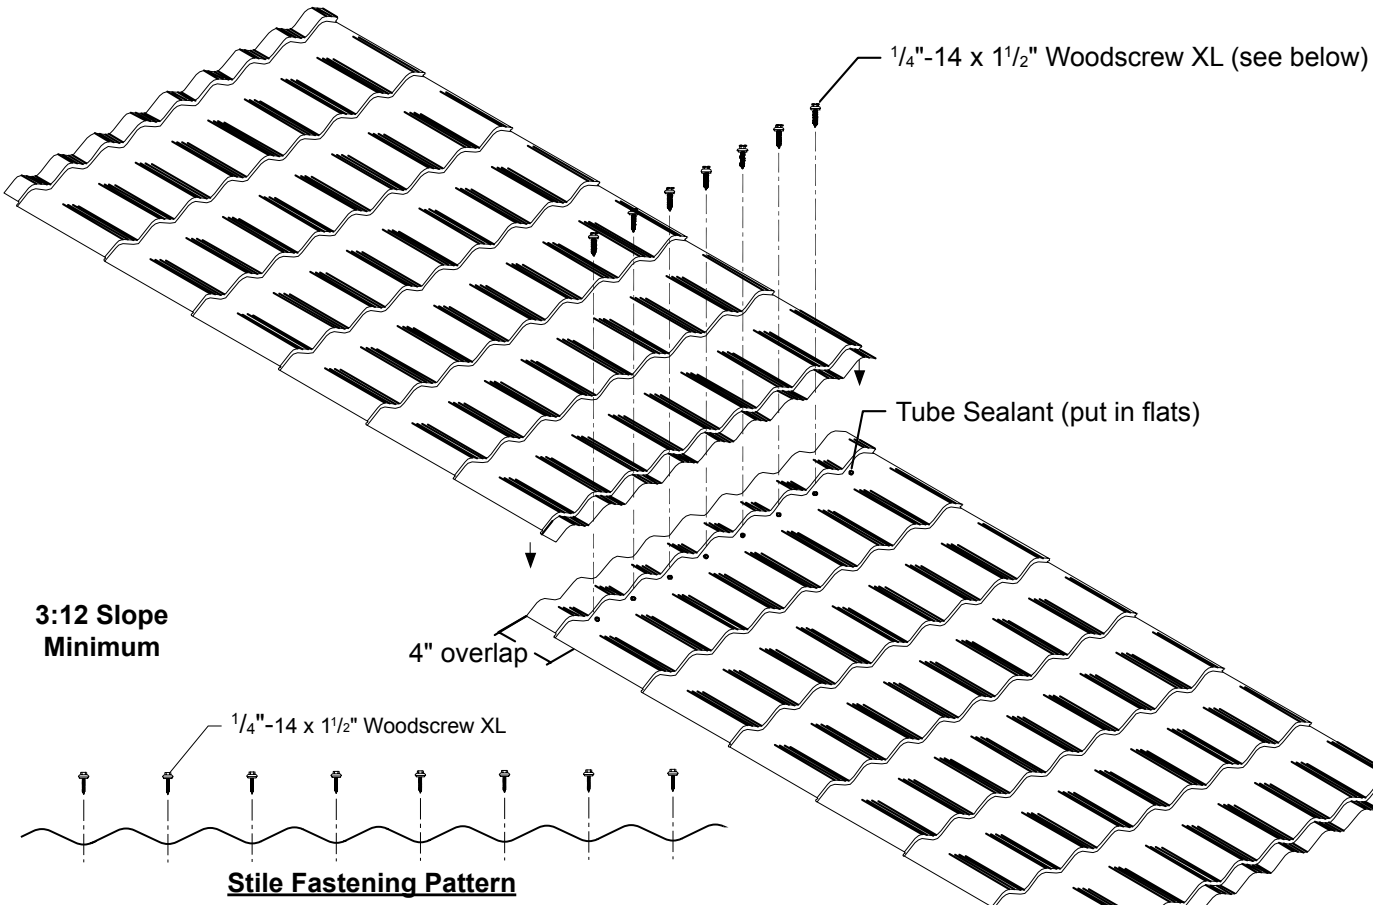 1/4"-14 x 1 1/2" Woodscrew XL (see below)
Tube Sealant (put in flats)
3:12 Slope
Minimum
4" overlap
1/4"-14 x 1 1/2" Woodscrew XL
Stile Fastening Pattern